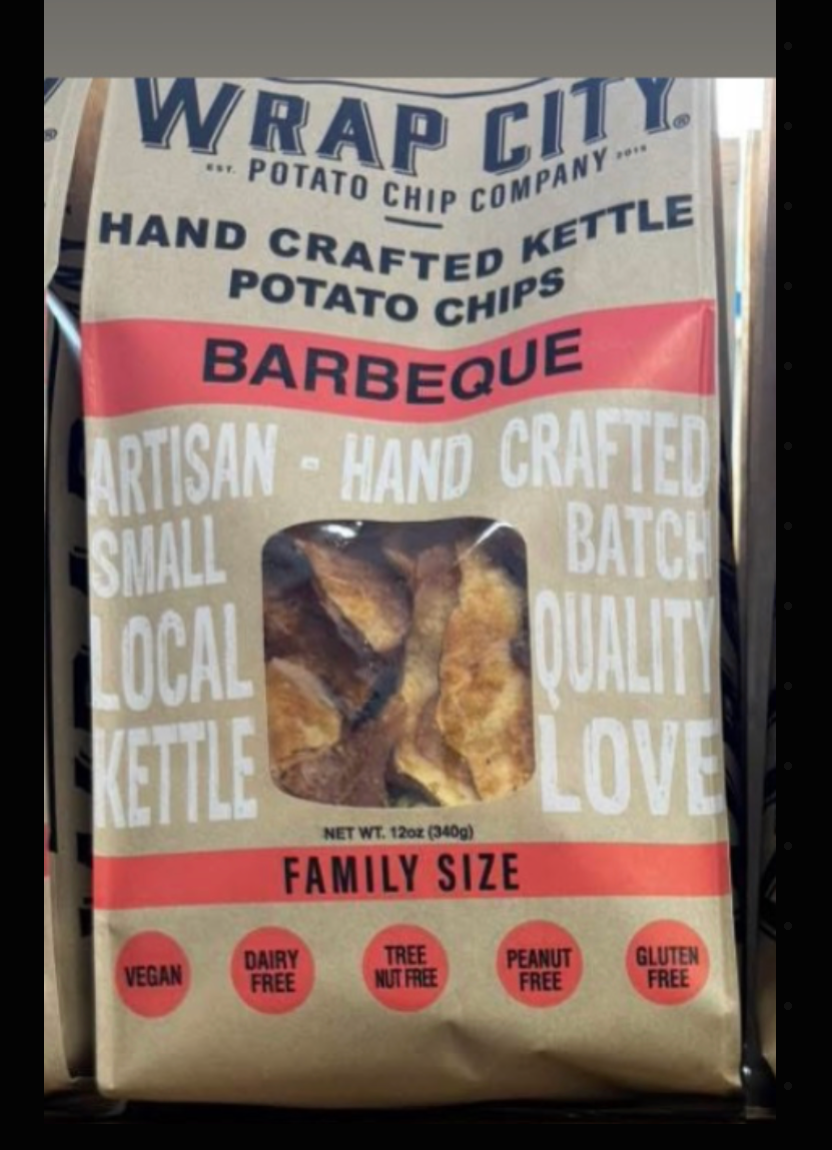 WRAP CITY®
EST. POTATO CHIP COMPANY 2015
HAND CRAFTED KETTLE
POTATO CHIPS
BARBEQUE
ARTISAN - HAND CRAFTED
SMALL BATCH
LOCAL QUALITY
KETTLE LOVE
NET WT. 12oz (340g)
FAMILY SIZE
VEGAN
DAIRY
FREE
TREE
NUT FREE
PEANUT
FREE
GLUTEN
FREE